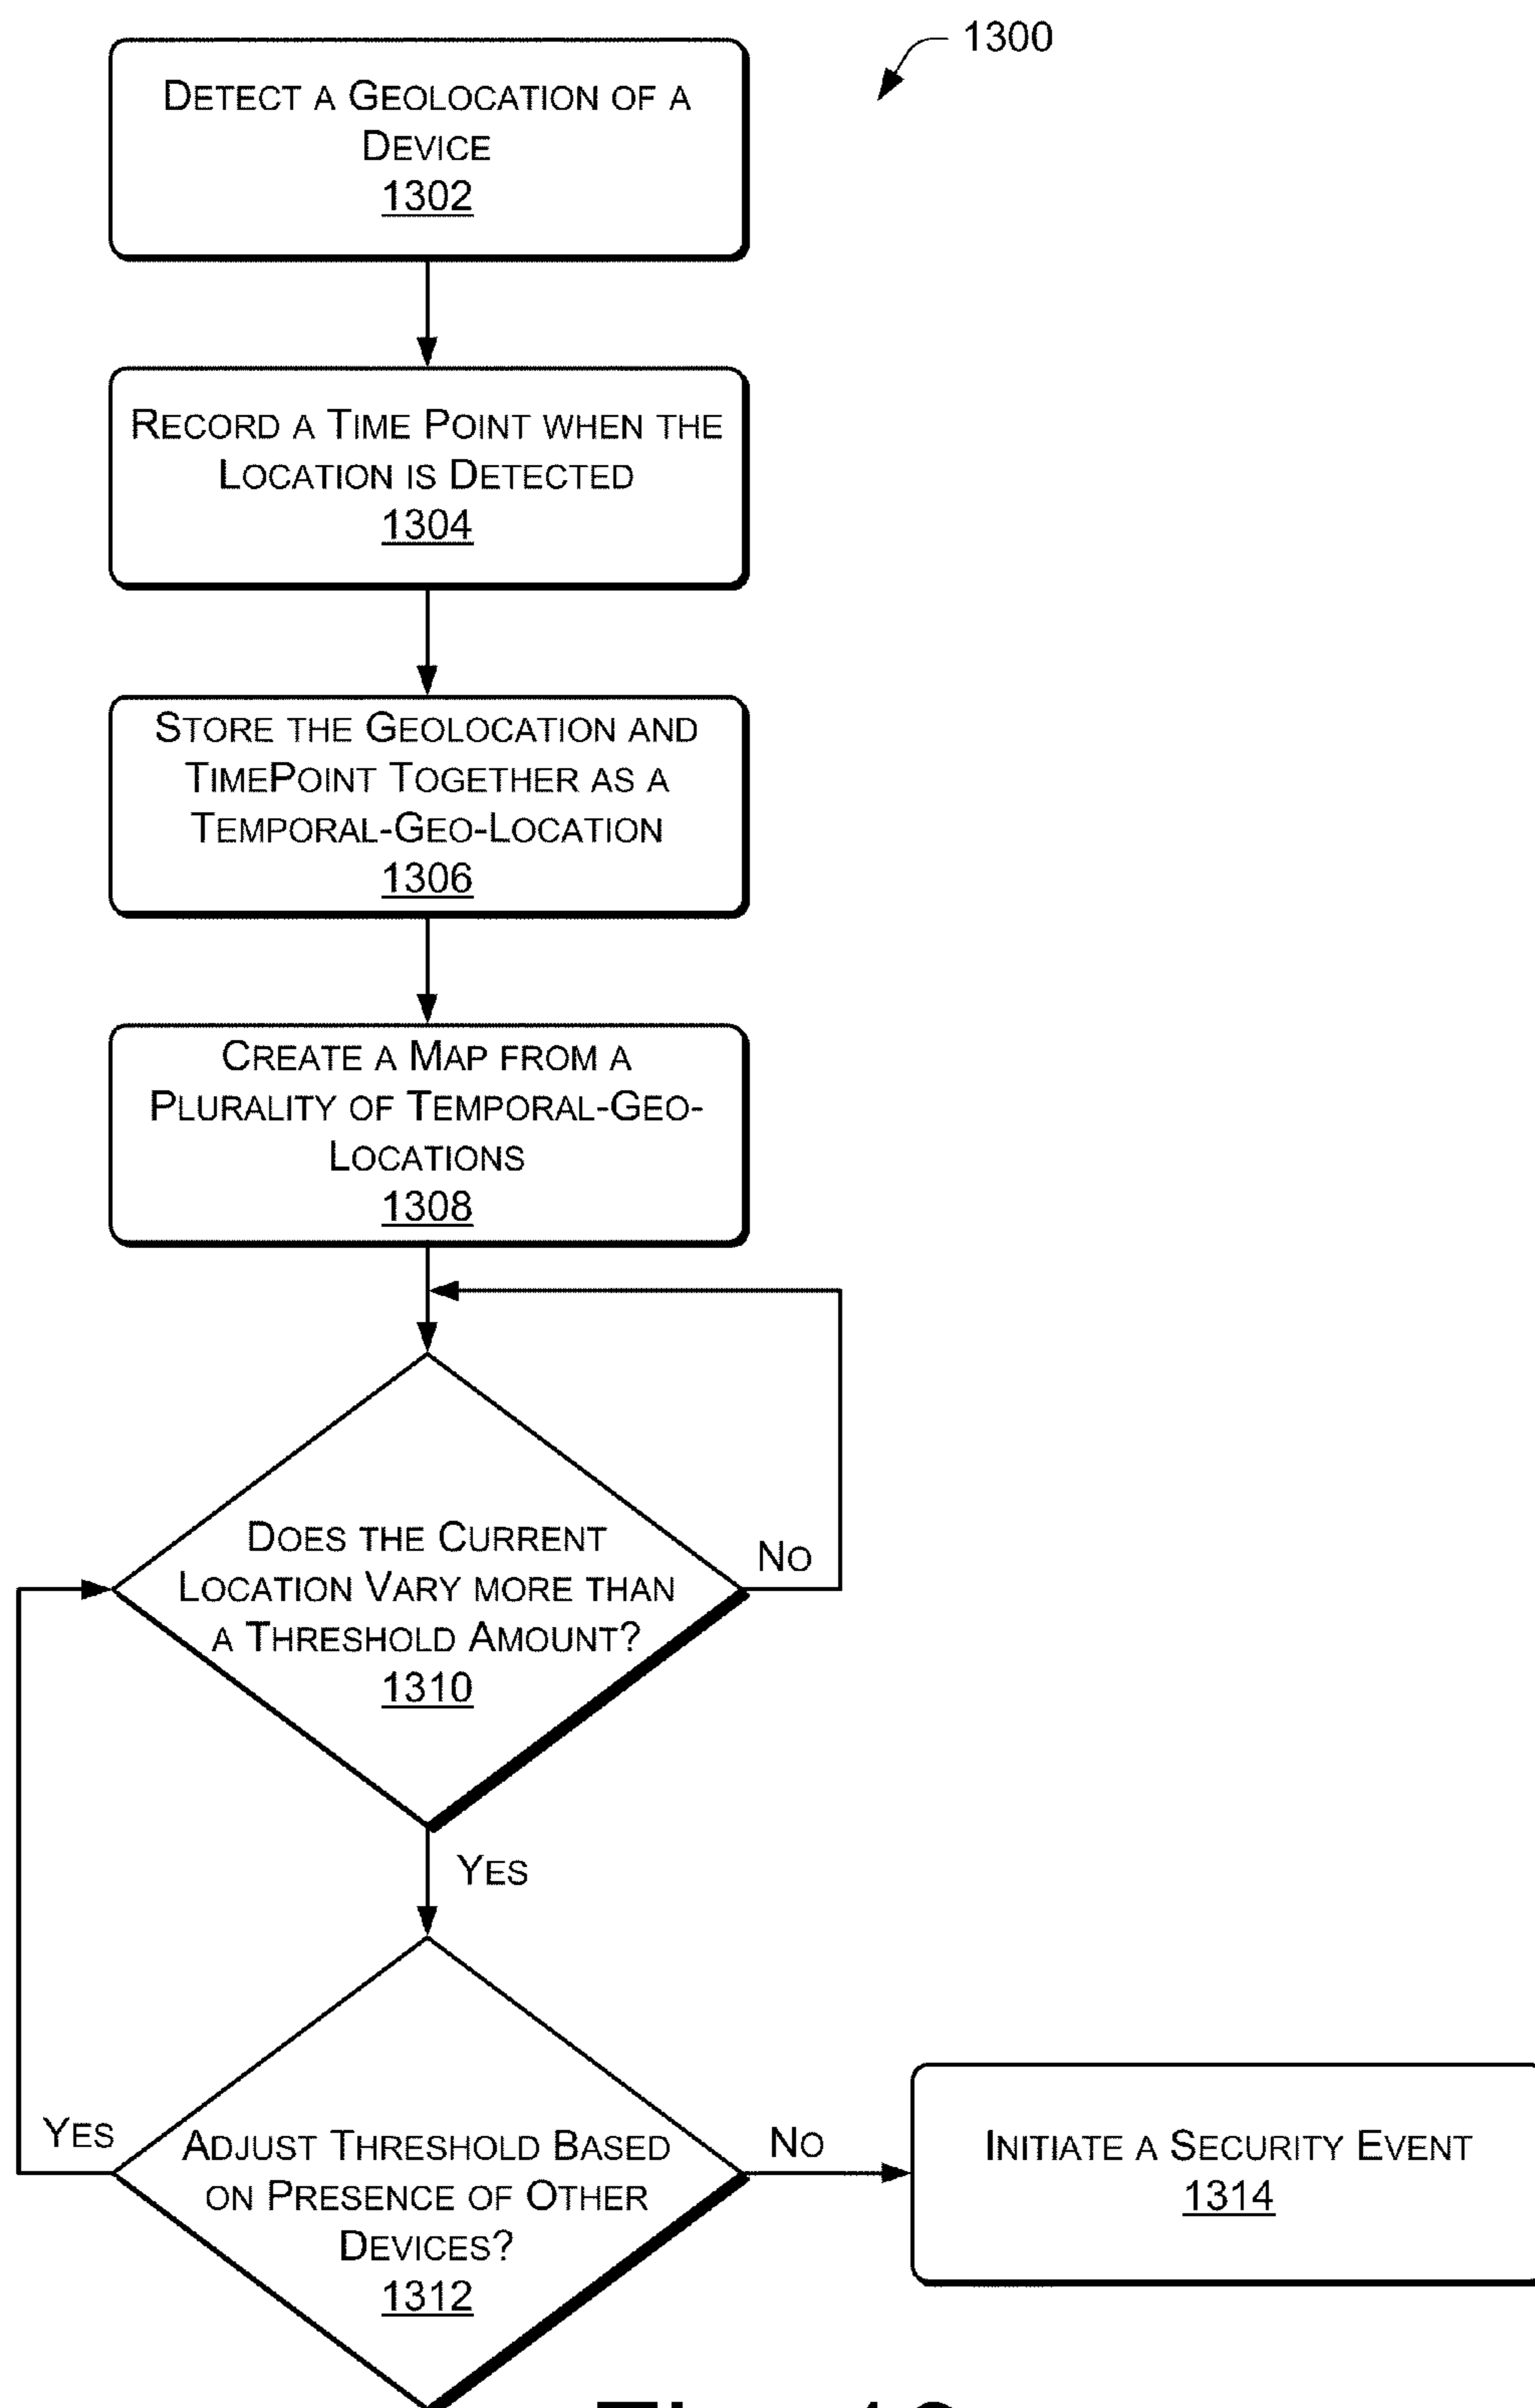 1300
DETECT A GEOLOCATION OF A
DEVICE
1302
RECORD A TIME POINT WHEN THE
LOCATION IS DETECTED
1304
STORE THE GEOLOCATION AND
TIMEPOINT TOGETHER AS A
TEMPORAL-GEO-LOCATION
1306
CREATE A MAP FROM A
PLURALITY OF TEMPORAL-GEO-
LOCATIONS
1308
DOES THE CURRENT
LOCATION VARY MORE THAN
A THRESHOLD AMOUNT?
1310
NO
YES
YES
ADJUST THRESHOLD BASED
ON PRESENCE OF OTHER
DEVICES?
1312
NO
INITIATE A SECURITY EVENT
1314